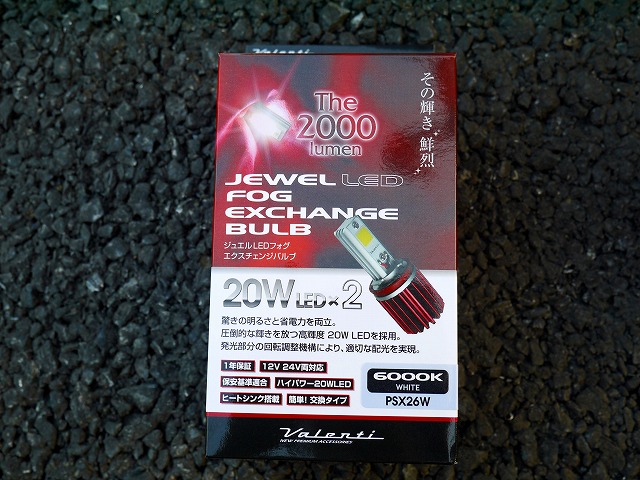 Valenti
The
2000
lumen
その輝き 鮮烈
JEWEL LED
FOG
EXCHANGE
BULB
ジュエルLEDフォグ
エクスチェンジバルブ
20W LED×2
驚きの明るさと省電力を両立。
圧倒的な輝きを放つ高輝度 20W LEDを採用。
発光部分の回転調整機構により、適切な配光を実現。
1年保証 12V 24V両対応
保安基準適合 ハイパワー20WLED
ヒートシンク搭載 簡単!交換タイプ
6000K
WHITE
PSX26W
Valenti
NEW PREMIUM ACCESSORIES